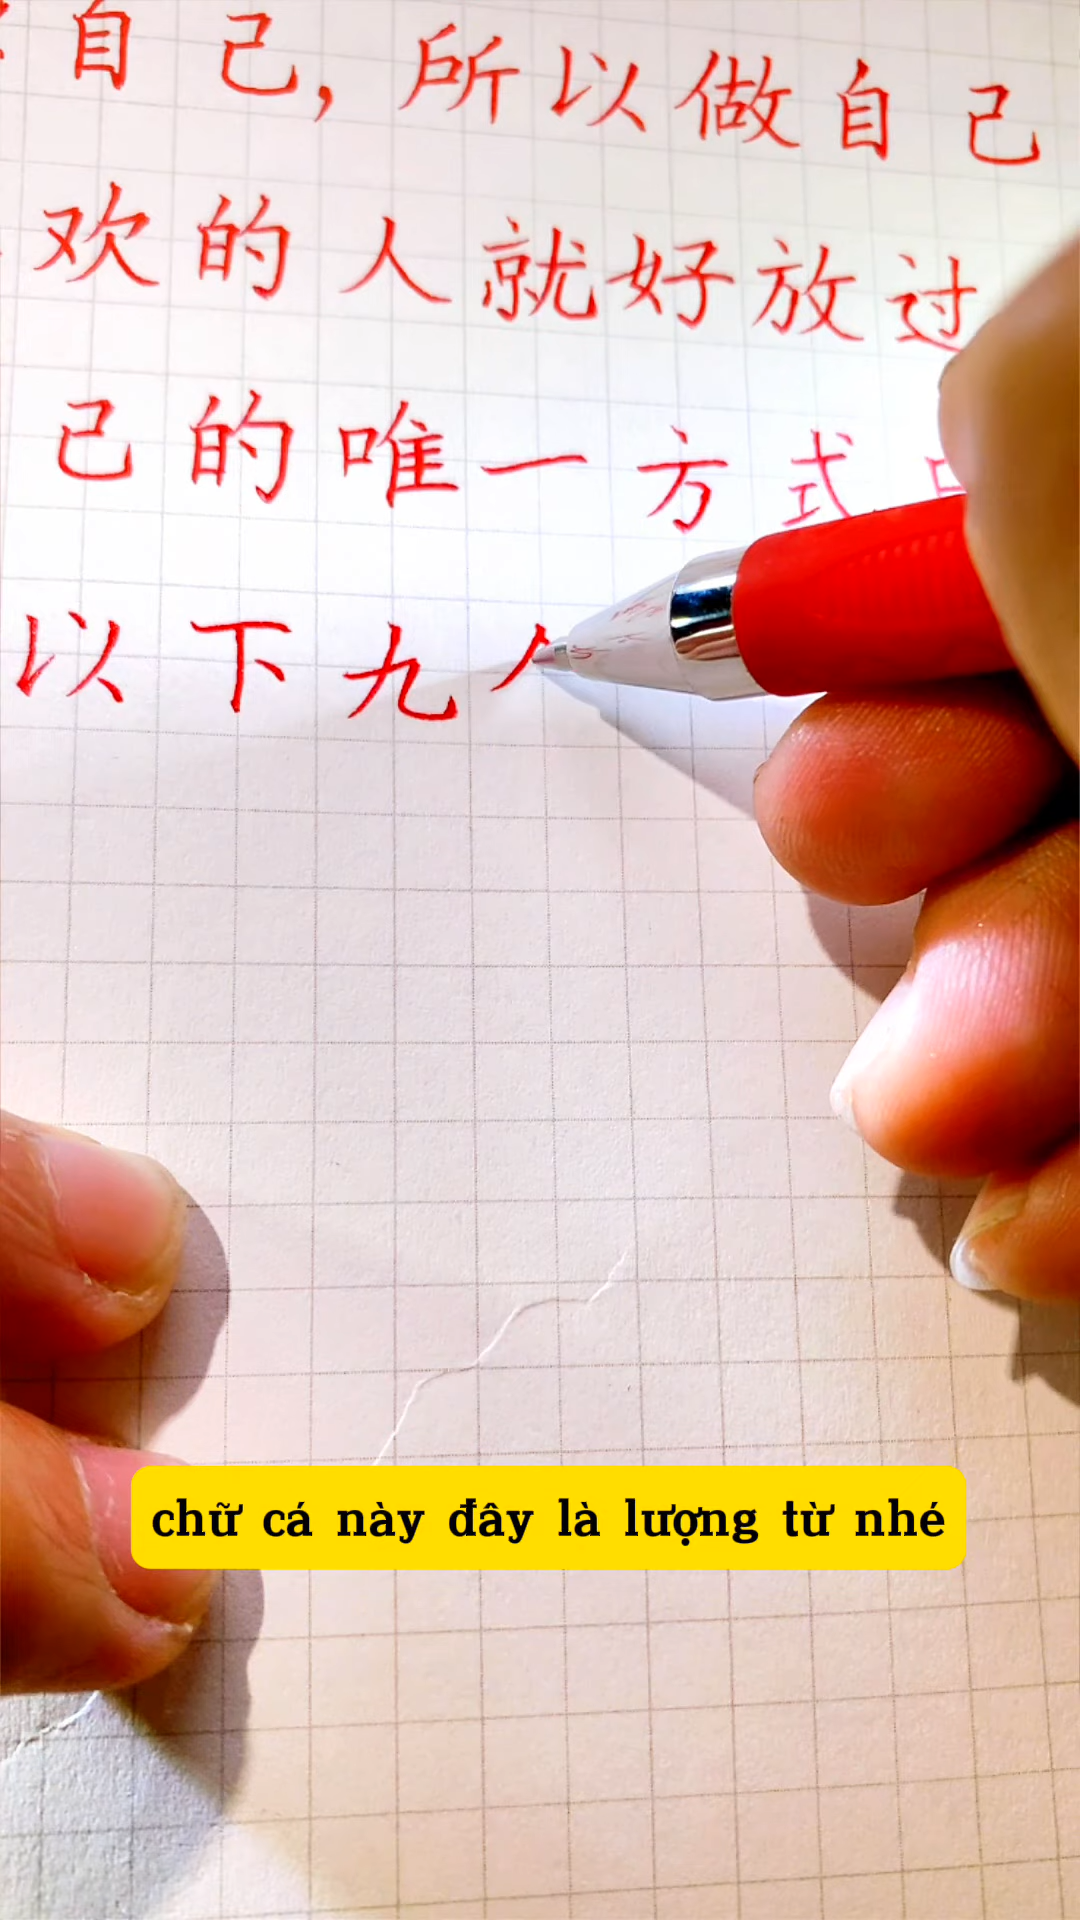 自己，所以做自己
欢的人就好放过
己的唯一方式
以下九
chữ cá này đây là lượng từ nhé